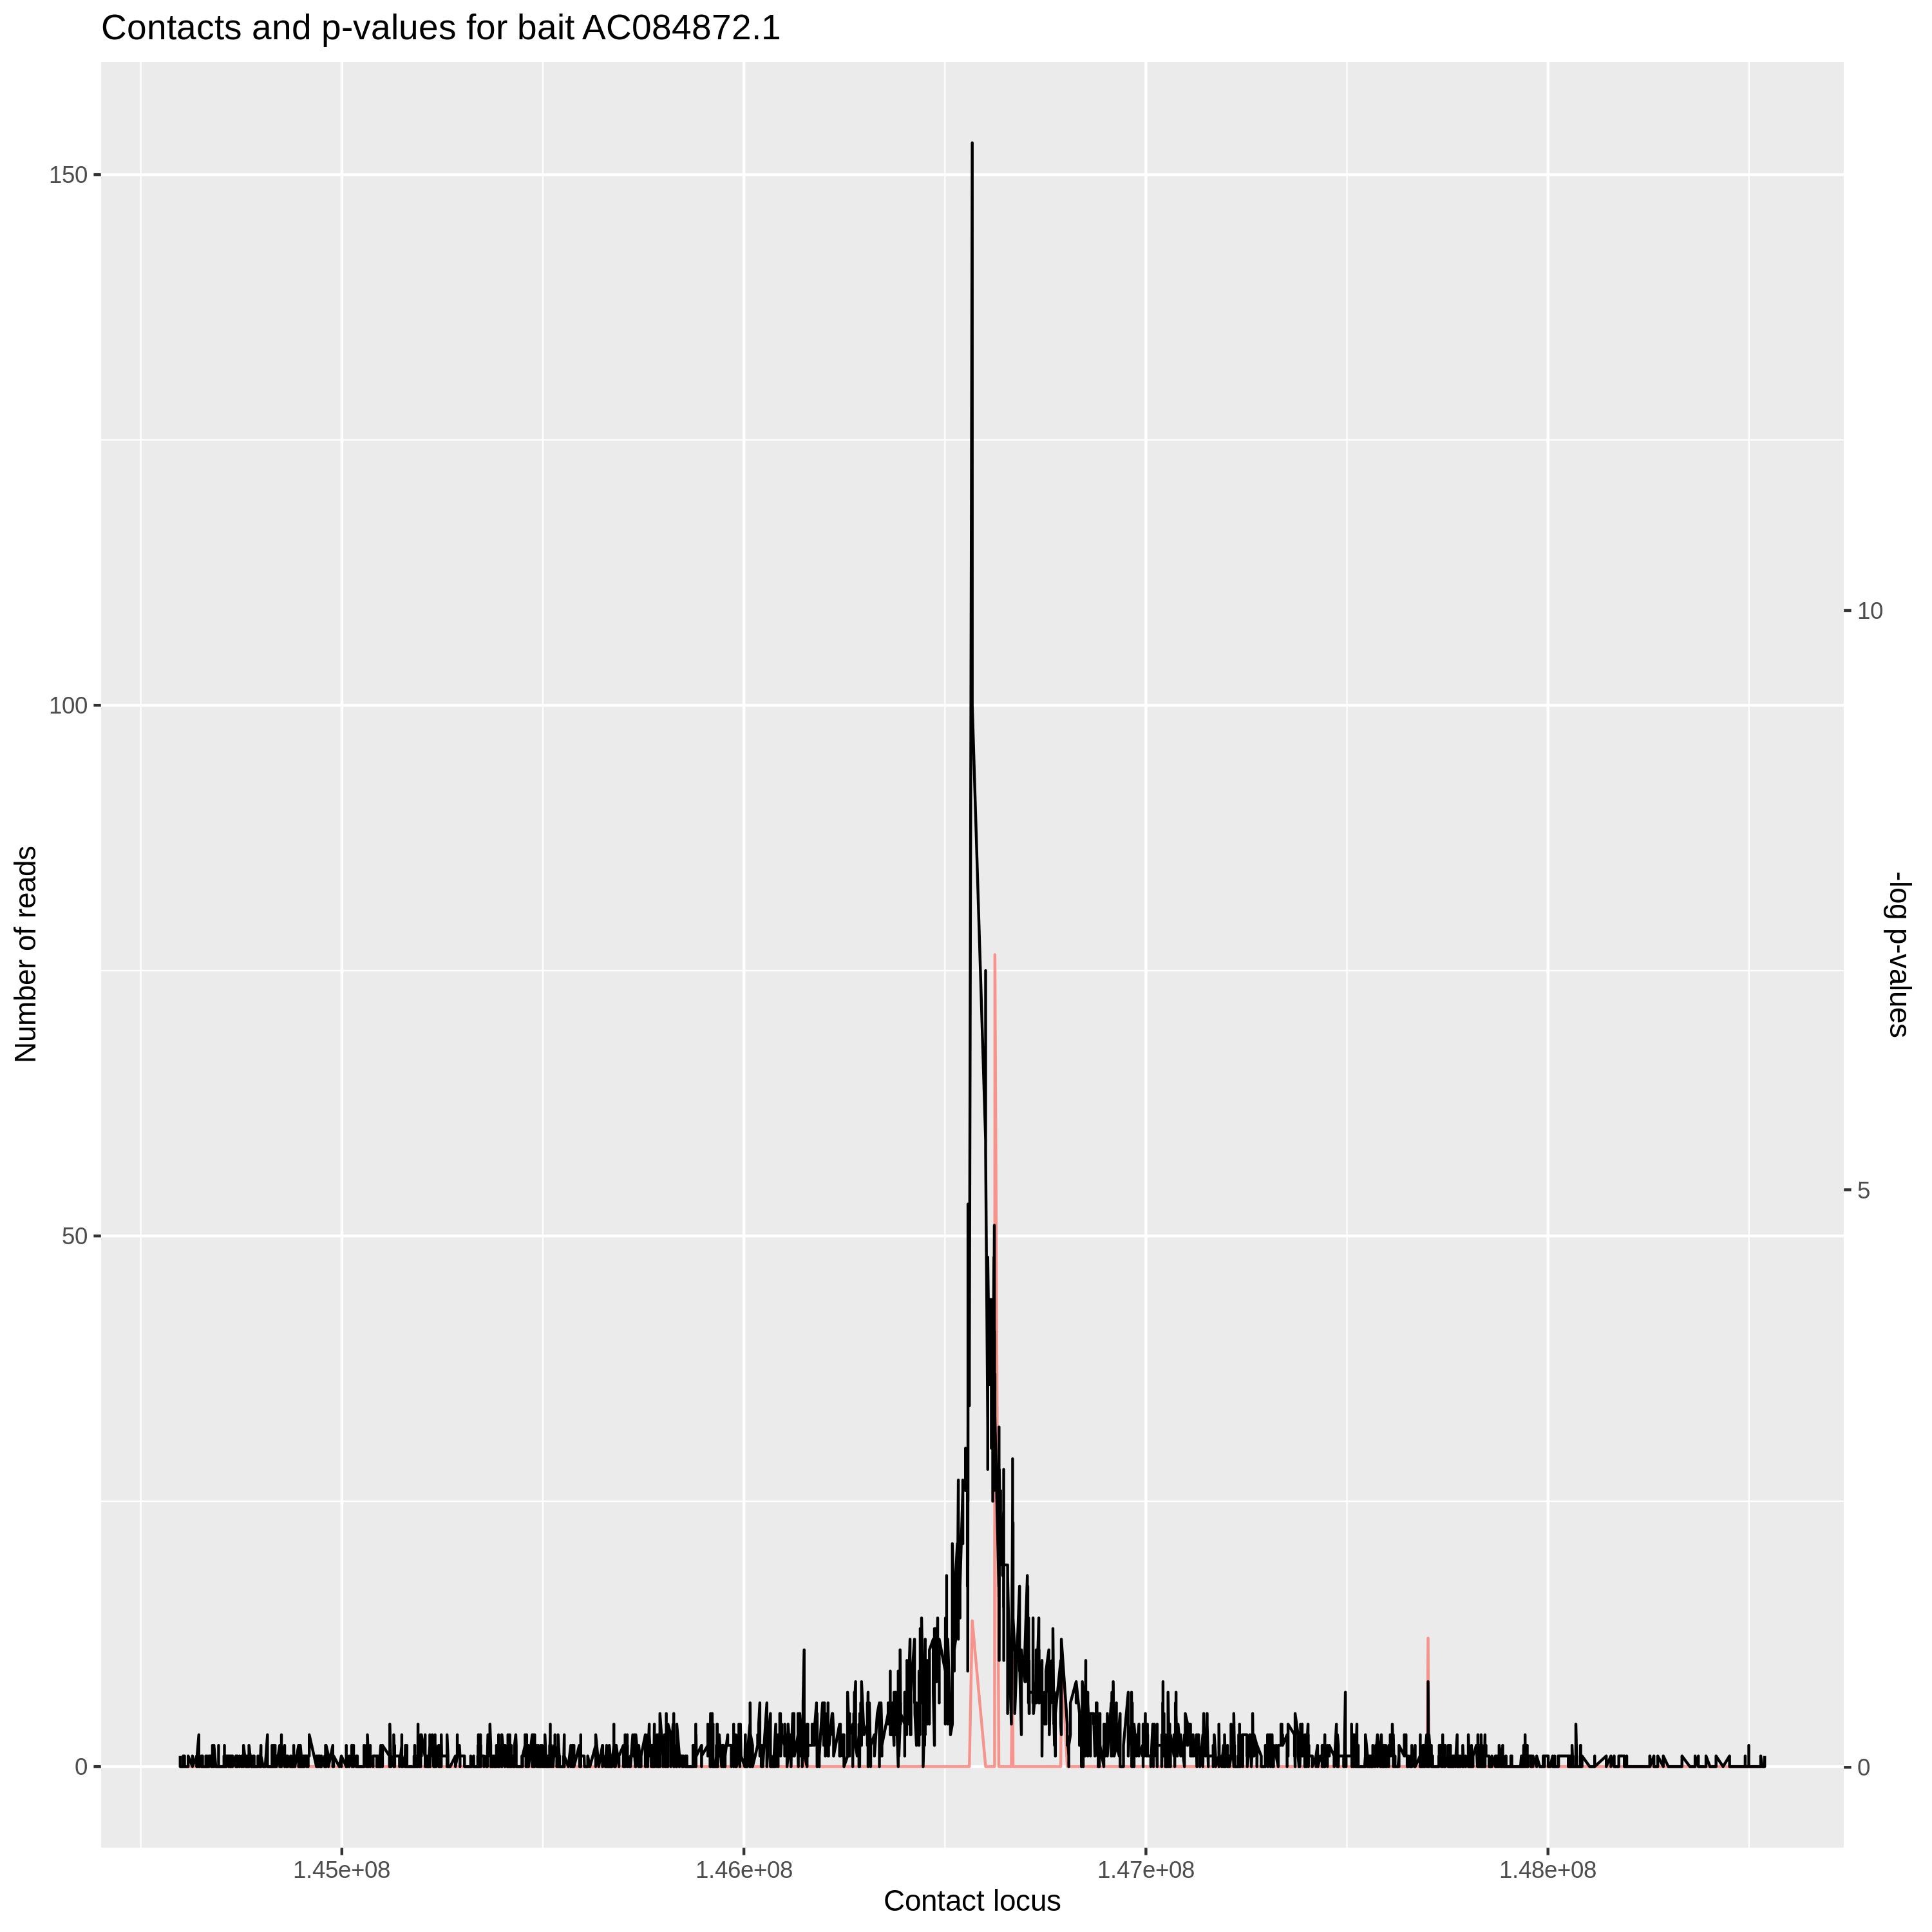 Contacts and p-values for bait AC084872.1
150
100
50
0
10
5
0
Number of reads
-log p-values
1.45e+08 1.46e+08 1.47e+08 1.48e+08
Contact locus